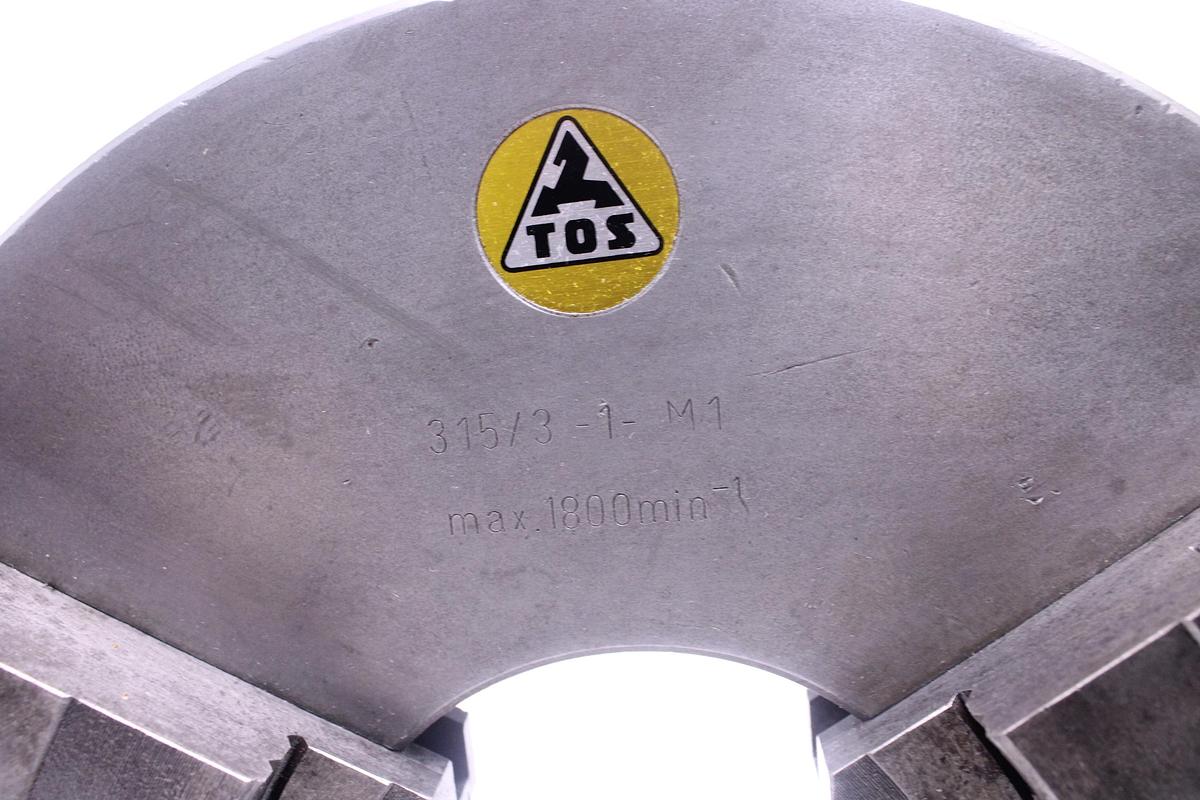 TOS
315/3 -1- M1
max.1800min⁻¹